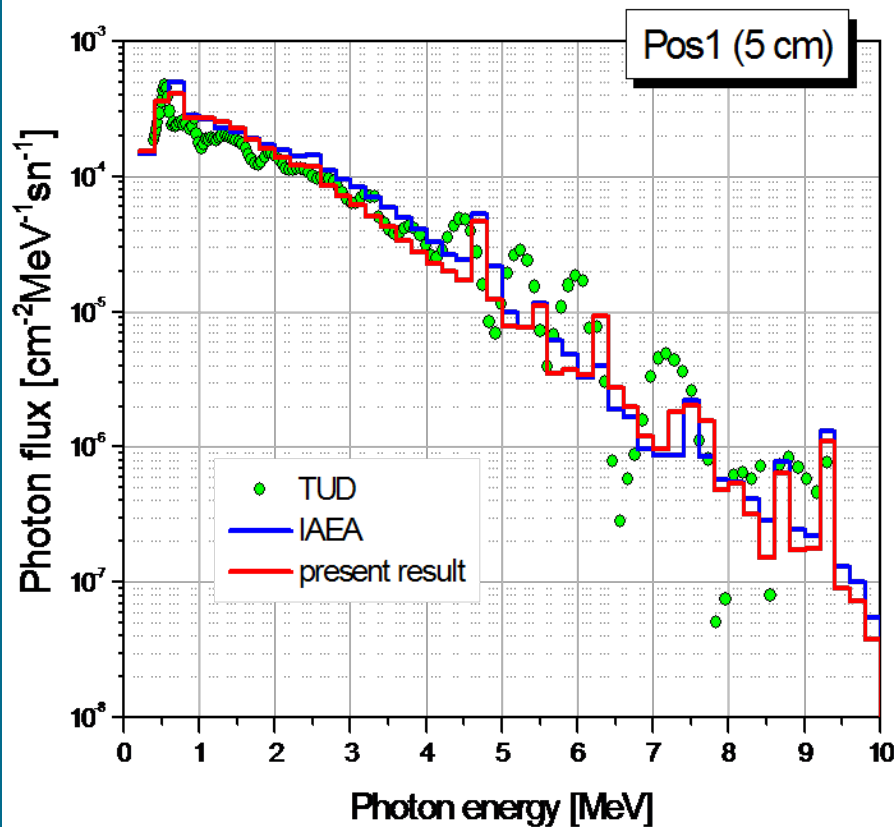 Pos1 (5 cm)
Photon flux [cm⁻²MeV⁻¹sn⁻¹]
10⁻³
10⁻⁴
10⁻⁵
10⁻⁶
10⁻⁷
10⁻⁸
TUD
IAEA
present result
0 1 2 3 4 5 6 7 8 9 10
Photon energy [MeV]